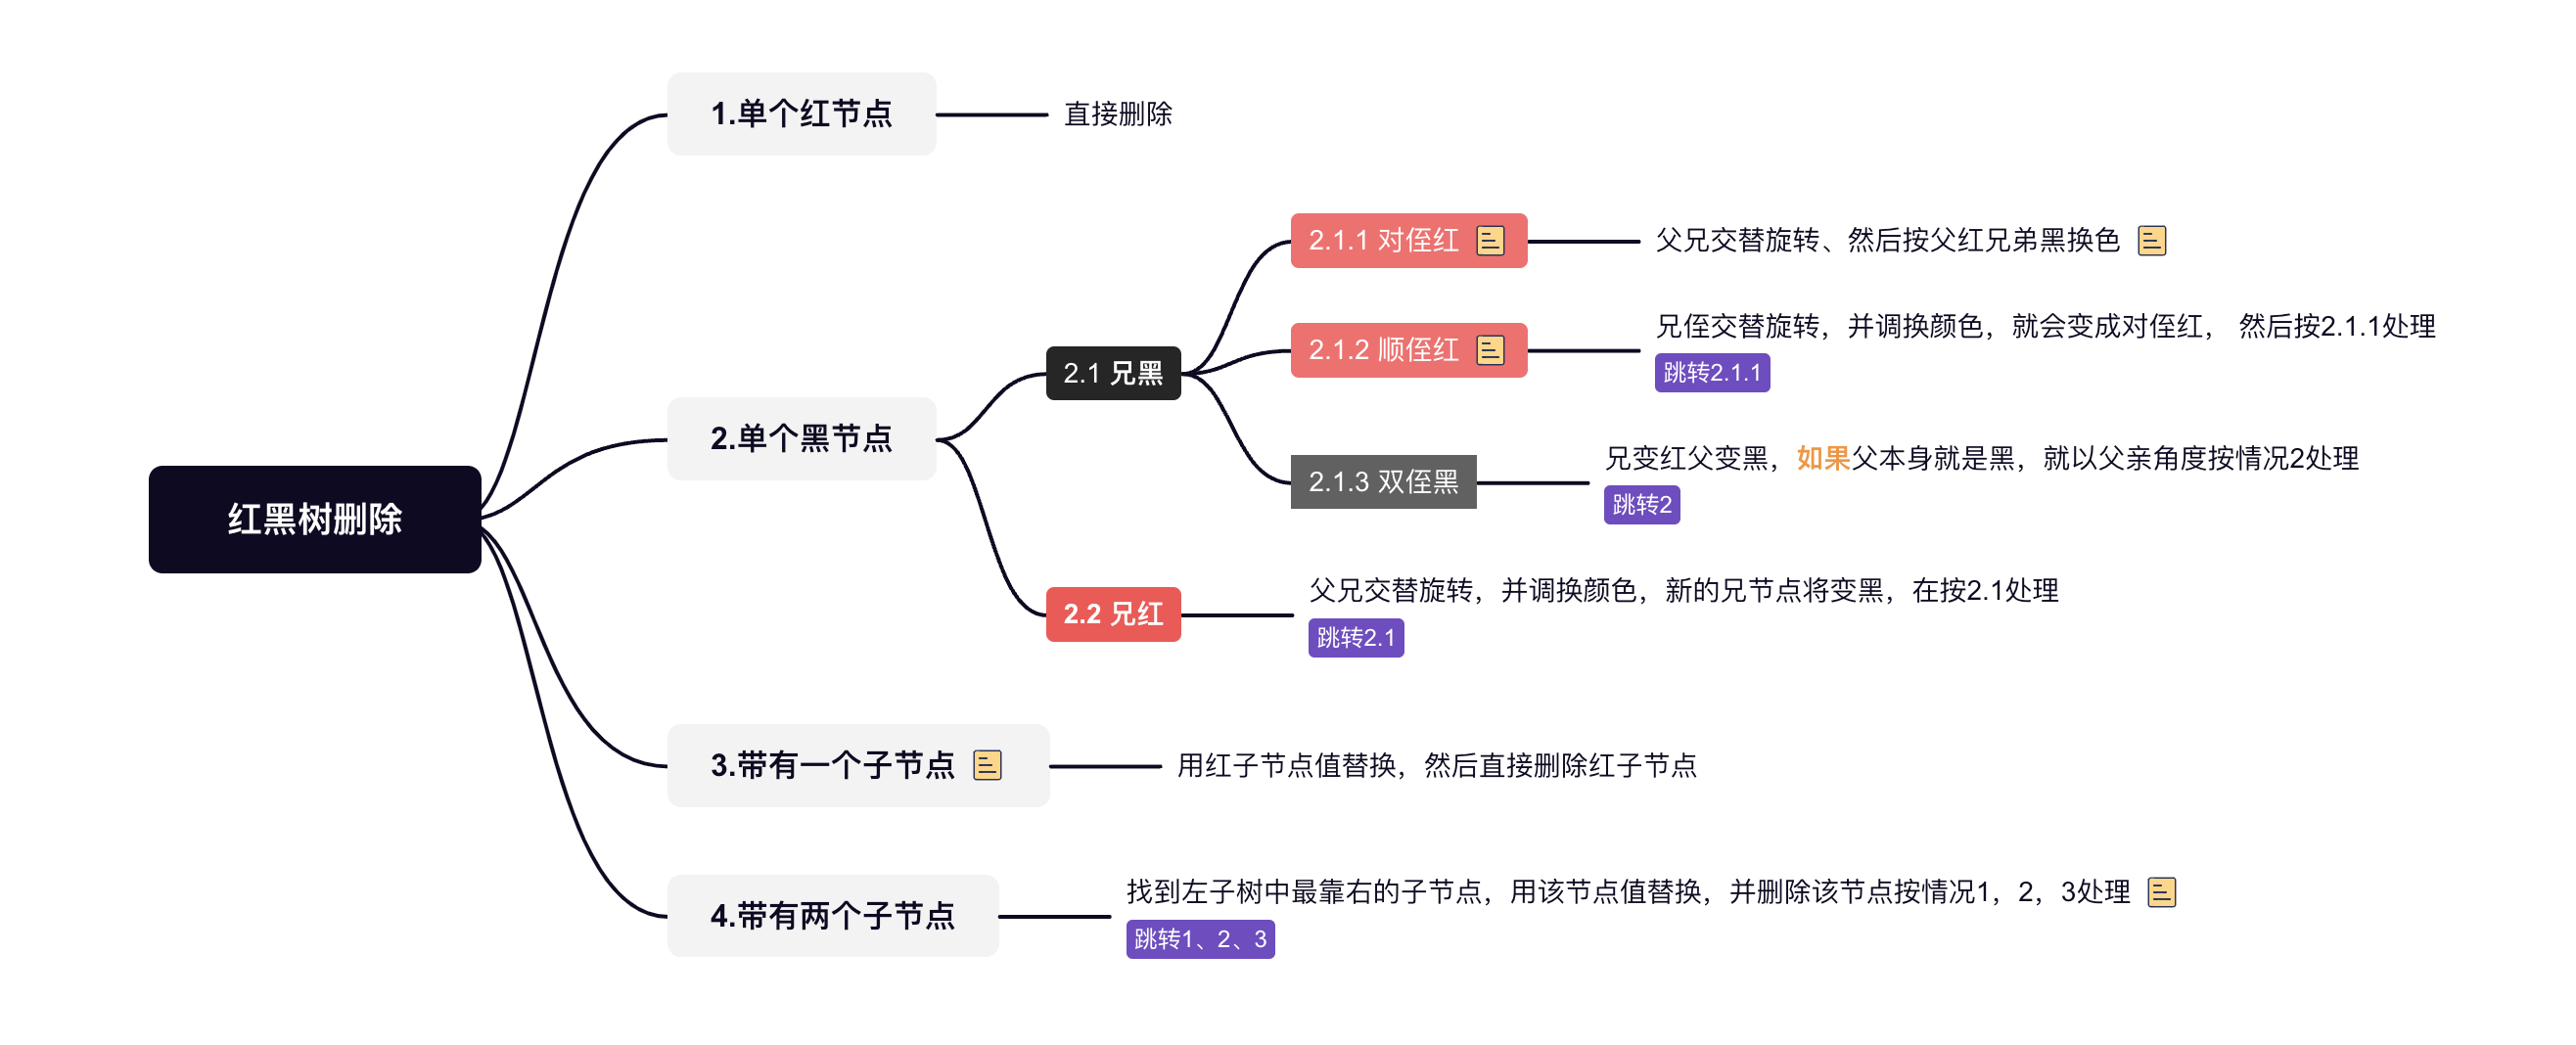 红黑树删除
1.单个红节点
直接删除
2.单个黑节点
2.1 兄黑
2.1.1 对侄红
父兄交替旋转、然后按父红兄弟黑换色
2.1.2 顺侄红
兄侄交替旋转，并调换颜色，就会变成对侄红， 然后按2.1.1处理
跳转2.1.1
2.1.3 双侄黑
兄变红父变黑，如果父本身就是黑，就以父亲角度按情况2处理
跳转2
2.2 兄红
父兄交替旋转，并调换颜色，新的兄节点将变黑，在按2.1处理
跳转2.1
3.带有一个子节点
用红子节点值替换，然后直接删除红子节点
4.带有两个子节点
找到左子树中最靠右的子节点，用该节点值替换，并删除该节点按情况1，2，3处理
跳转1、2、3